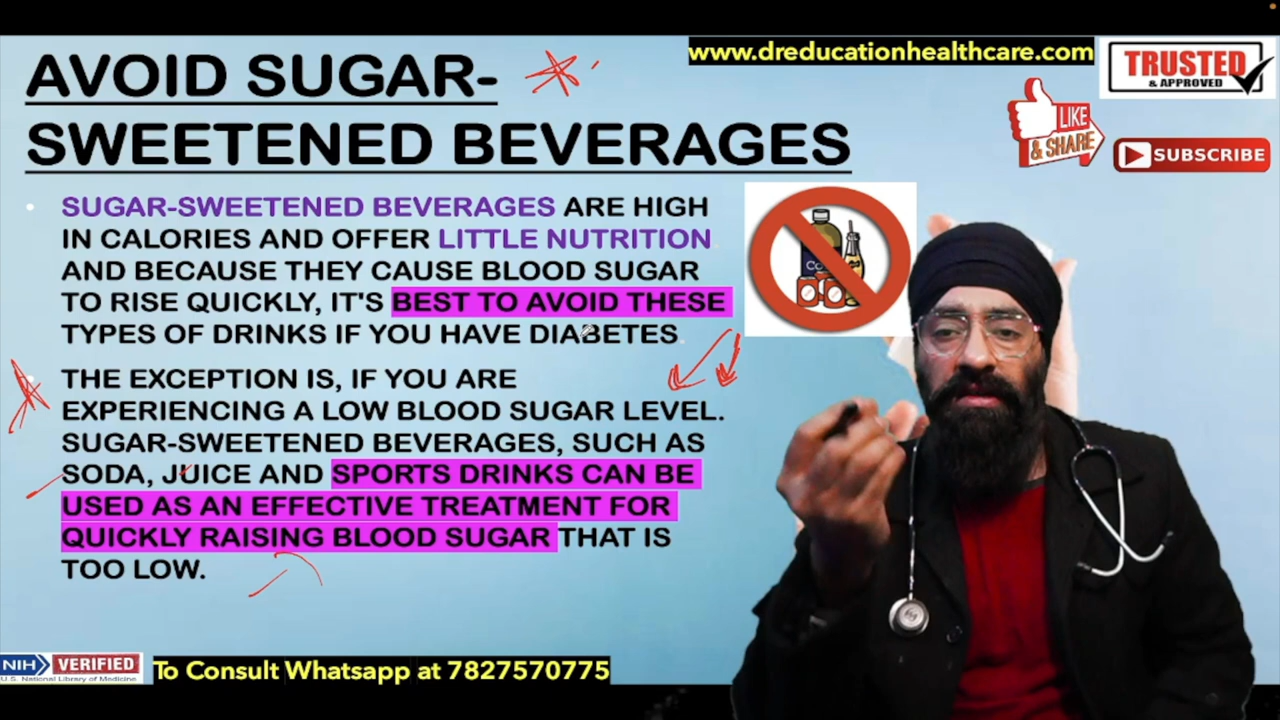 www.dreducationhealthcare.com
TRUSTED
& APPROVED
LIKE
& SHARE
SUBSCRIBE
AVOID SUGAR-
SWEETENED BEVERAGES
SUGAR-SWEETENED BEVERAGES ARE HIGH
IN CALORIES AND OFFER LITTLE NUTRITION.
AND BECAUSE THEY CAUSE BLOOD SUGAR
TO RISE QUICKLY, IT'S BEST TO AVOID THESE
TYPES OF DRINKS IF YOU HAVE DIABETES.
THE EXCEPTION IS, IF YOU ARE
EXPERIENCING A LOW BLOOD SUGAR LEVEL.
SUGAR-SWEETENED BEVERAGES, SUCH AS
SODA, JUICE AND SPORTS DRINKS CAN BE
USED AS AN EFFECTIVE TREATMENT FOR
QUICKLY RAISING BLOOD SUGAR THAT IS
TOO LOW.
NIH VERIFIED
U.S. National Library of Medicine
To Consult Whatsapp at 7827570775